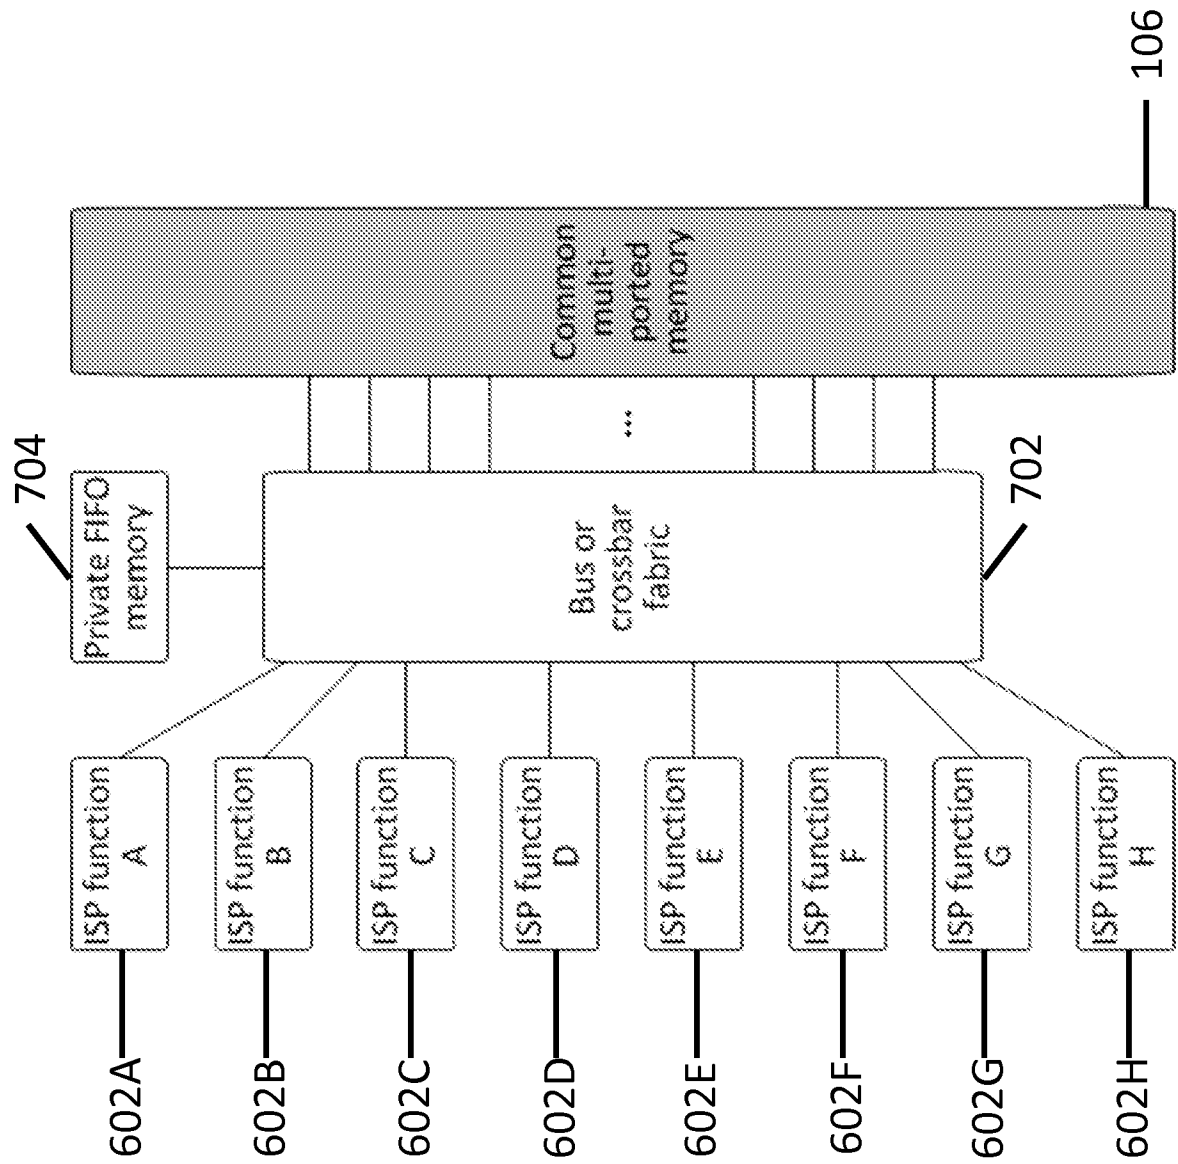 602A
ISP function
A
602B
ISP function
B
602C
ISP function
C
602D
ISP function
D
602E
ISP function
E
602F
ISP function
F
602G
ISP function
G
602H
ISP function
H
704
Private FIFO
memory
Bus or
crossbar
fabric
702
...
Common
multi-
ported
memory
106